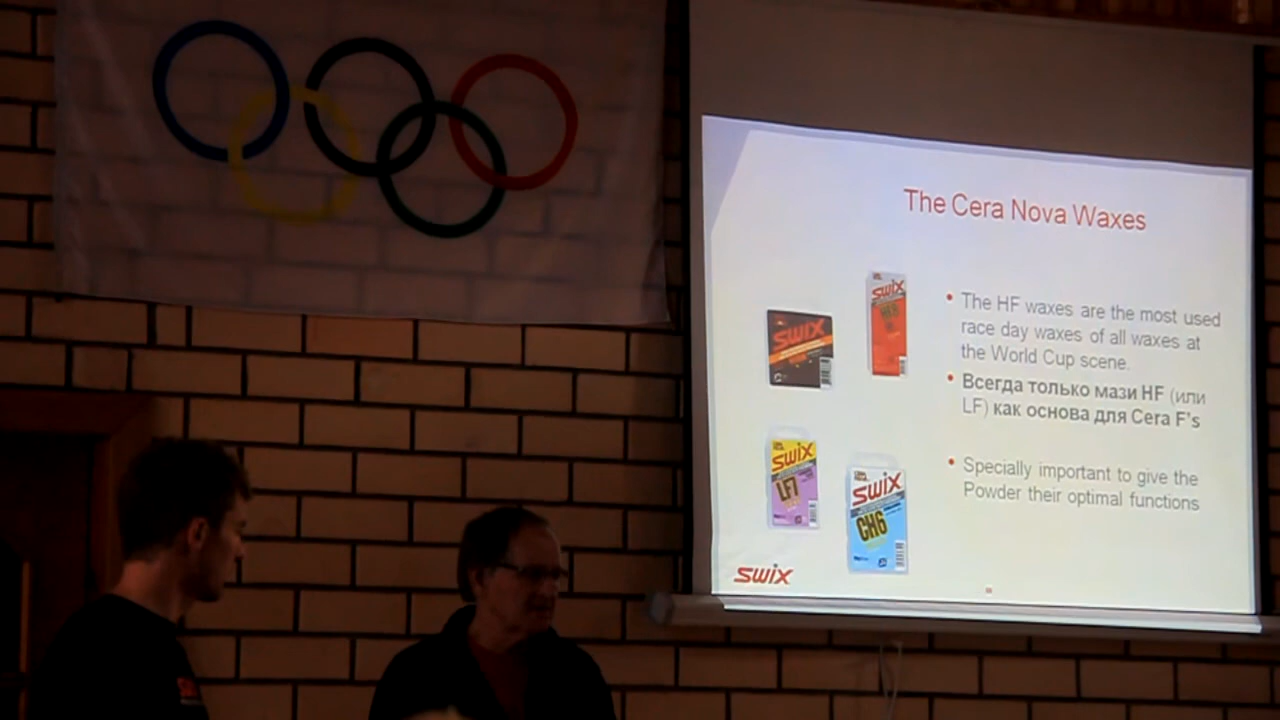 The Cera Nova Waxes
The HF waxes are the most used
race day waxes of all waxes at
the World Cup scene.
Всегда только мази HF (или
LF) как основа для Cera F's
Specially important to give the
Powder their optimal functions
SWIX
SWIX
SWIX
LF7
SWIX
CH6
SWIX